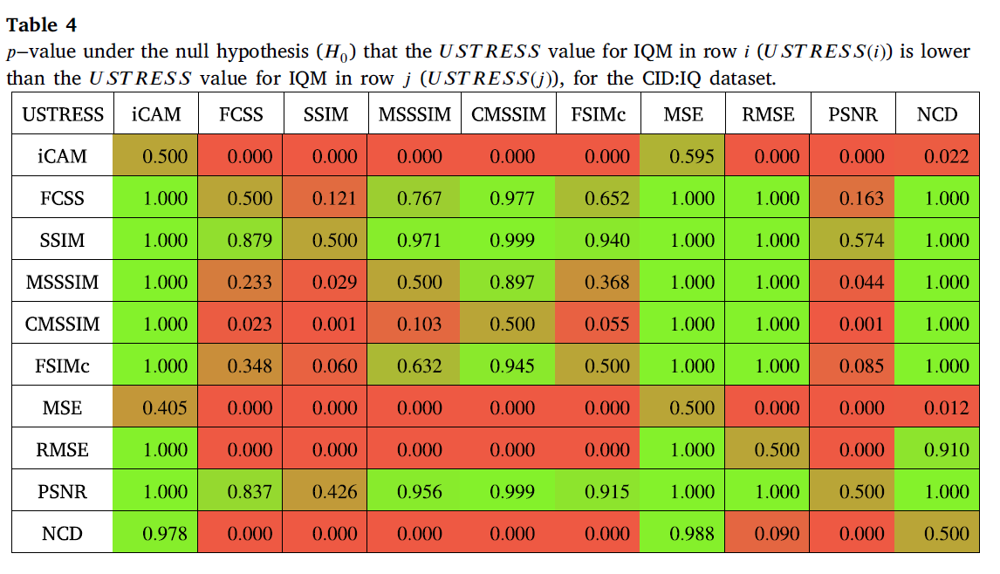 Table 4
p−value under the null hypothesis (H0) that the USTRESS value for IQM in row i (USTRESS(i)) is lower
than the USTRESS value for IQM in row j (USTRESS(j)), for the CID:IQ dataset.
USTRESS iCAM FCSS SSIM MSSSIM CMSSIM FSIMc MSE RMSE PSNR NCD
iCAM 0.500 0.000 0.000 0.000 0.000 0.000 0.595 0.000 0.000 0.022
FCSS 1.000 0.500 0.121 0.767 0.977 0.652 1.000 1.000 0.163 1.000
SSIM 1.000 0.879 0.500 0.971 0.999 0.940 1.000 1.000 0.574 1.000
MSSSIM 1.000 0.233 0.029 0.500 0.897 0.368 1.000 1.000 0.044 1.000
CMSSIM 1.000 0.023 0.001 0.103 0.500 0.055 1.000 1.000 0.001 1.000
FSIMc 1.000 0.348 0.060 0.632 0.945 0.500 1.000 1.000 0.085 1.000
MSE 0.405 0.000 0.000 0.000 0.000 0.000 0.500 0.000 0.000 0.012
RMSE 1.000 0.000 0.000 0.000 0.000 0.000 1.000 0.500 0.000 0.910
PSNR 1.000 0.837 0.426 0.956 0.999 0.915 1.000 1.000 0.500 1.000
NCD 0.978 0.000 0.000 0.000 0.000 0.000 0.988 0.090 0.000 0.500